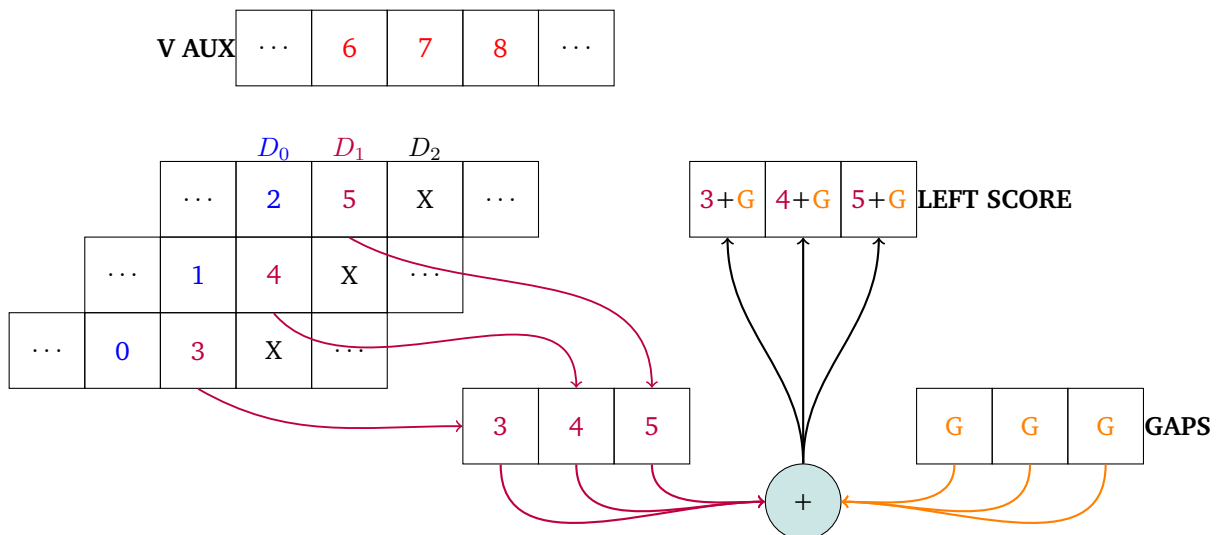 V AUX ··· 6 7 8 ···
D₀ D₁ D₂
··· 2 5 X ···
3+G 4+G 5+G LEFT SCORE
··· 1 4 X ···
··· 0 3 X ···
3 4 5
G G G GAPS
+